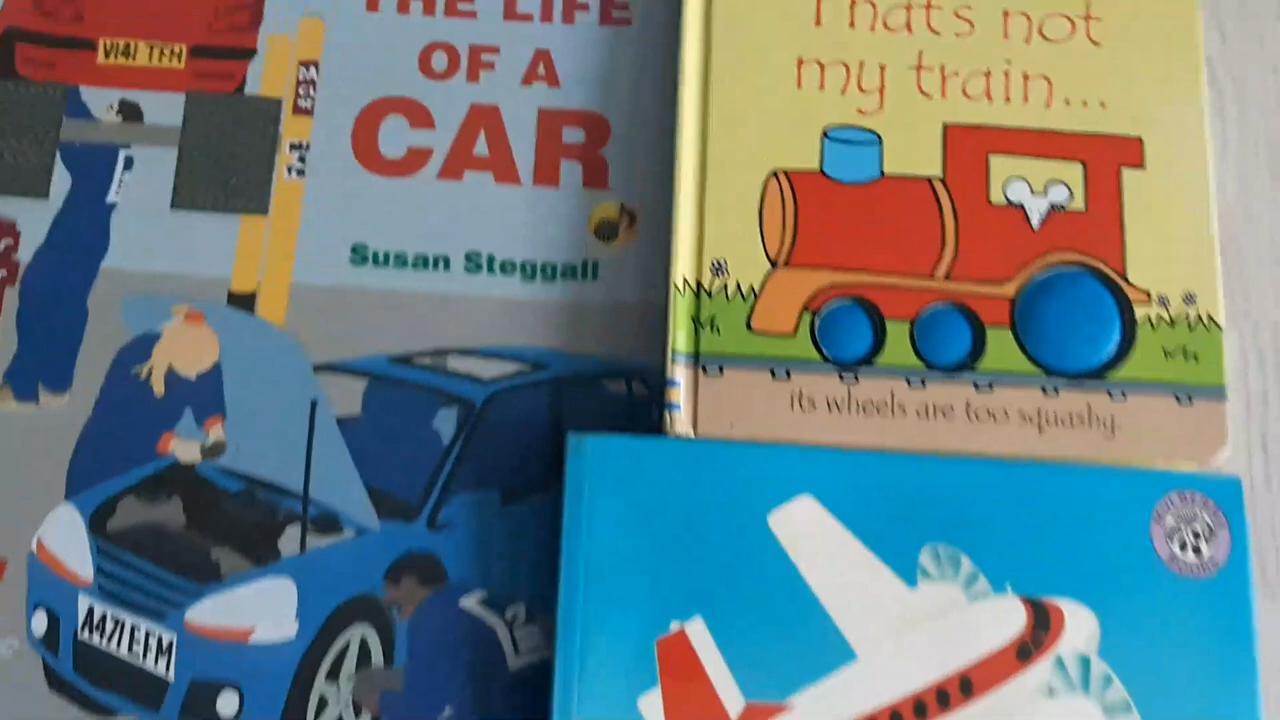 THE LIFE
OF A
CAR
Susan Steggall
V141 TFH
A471 EFM
That's not
my train...
its wheels are too squashy.